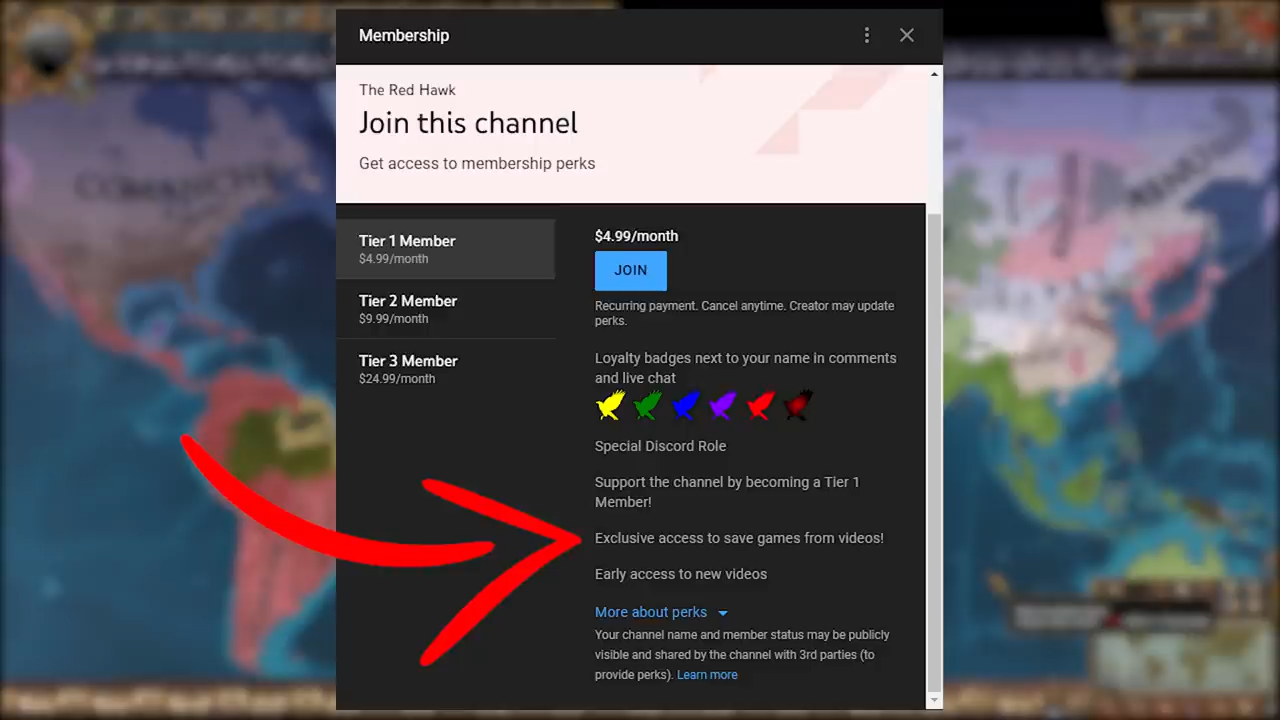 Membership
The Red Hawk
Join this channel
Get access to membership perks
Tier 1 Member
$4.99/month
Tier 2 Member
$9.99/month
Tier 3 Member
$24.99/month
$4.99/month
JOIN
Recurring payment. Cancel anytime. Creator may update
perks.
Loyalty badges next to your name in comments
and live chat
Special Discord Role
Support the channel by becoming a Tier 1
Member!
Exclusive access to save games from videos!
Early access to new videos
More about perks
Your channel name and member status may be publicly
visible and shared by the channel with 3rd parties (to
provide perks). Learn more
COMANCHE